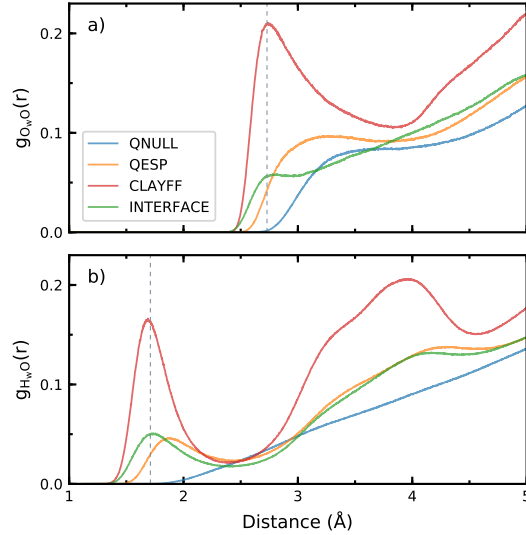 a)
0.2
0.1
0.0
g_{O_wO}(r)
QNULL
QESP
CLAYFF
INTERFACE
b)
0.2
0.1
0.0
g_{H_wO}(r)
1 2 3 4 5
Distance (Å)